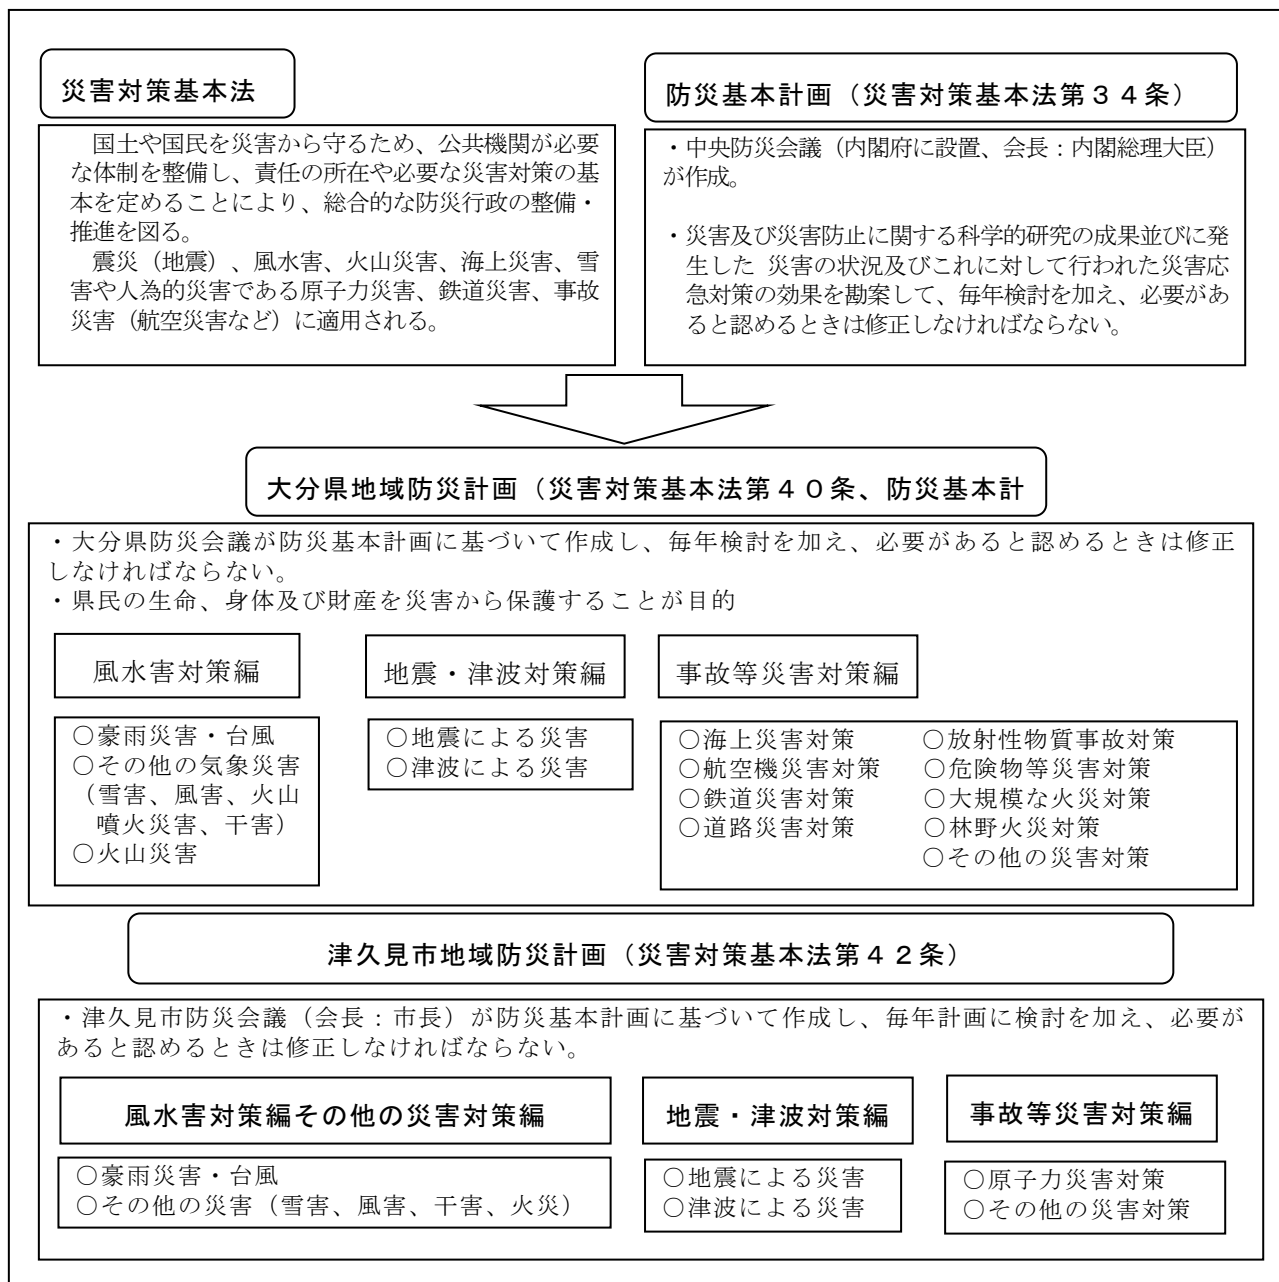 災害対策基本法
国土や国民を災害から守るため、公共機関が必要
な体制を整備し、責任の所在や必要な災害対策の基
本を定めることにより、総合的な防災行政の整備・
推進を図る。
震災（地震）、風水害、火山災害、海上災害、雪
害や人為的災害である原子力災害、鉄道災害、事故
災害（航空災害など）に適用される。
防災基本計画（災害対策基本法第３４条）
・中央防災会議（内閣府に設置、会長：内閣総理大臣）
が作成。
・災害及び災害防止に関する科学的研究の成果並びに発
生した 災害の状況及びこれに対して行われた災害応
急対策の効果を勘案して、毎年検討を加え、必要があ
ると認めるときは修正しなければならない。
大分県地域防災計画（災害対策基本法第４０条、防災基本計
・大分県防災会議が防災基本計画に基づいて作成し、毎年検討を加え、必要があると認めるときは修正
しなければならない。
・県民の生命、身体及び財産を災害から保護することが目的
風水害対策編
○豪雨災害・台風
○その他の気象災害
（雪害、風害、火山
噴火災害、干害）
○火山災害
地震・津波対策編
○地震による災害
○津波による災害
事故等災害対策編
○海上災害対策
○航空機災害対策
○鉄道災害対策
○道路災害対策
○放射性物質事故対策
○危険物等災害対策
○大規模な火災対策
○林野火災対策
○その他の災害対策
津久見市地域防災計画（災害対策基本法第４２条）
・津久見市防災会議（会長：市長）が防災基本計画に基づいて作成し、毎年計画に検討を加え、必要が
あると認めるときは修正しなければならない。
風水害対策編その他の災害対策編
○豪雨災害・台風
○その他の災害（雪害、風害、干害、火災）
地震・津波対策編
○地震による災害
○津波による災害
事故等災害対策編
○原子力災害対策
○その他の災害対策